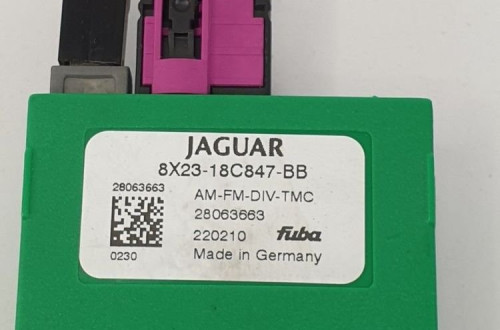 JAGUAR
8X23-18C847-BB
28063663
AM-FM-DIV-TMC
28063663
220210 fuba
0230
Made in Germany